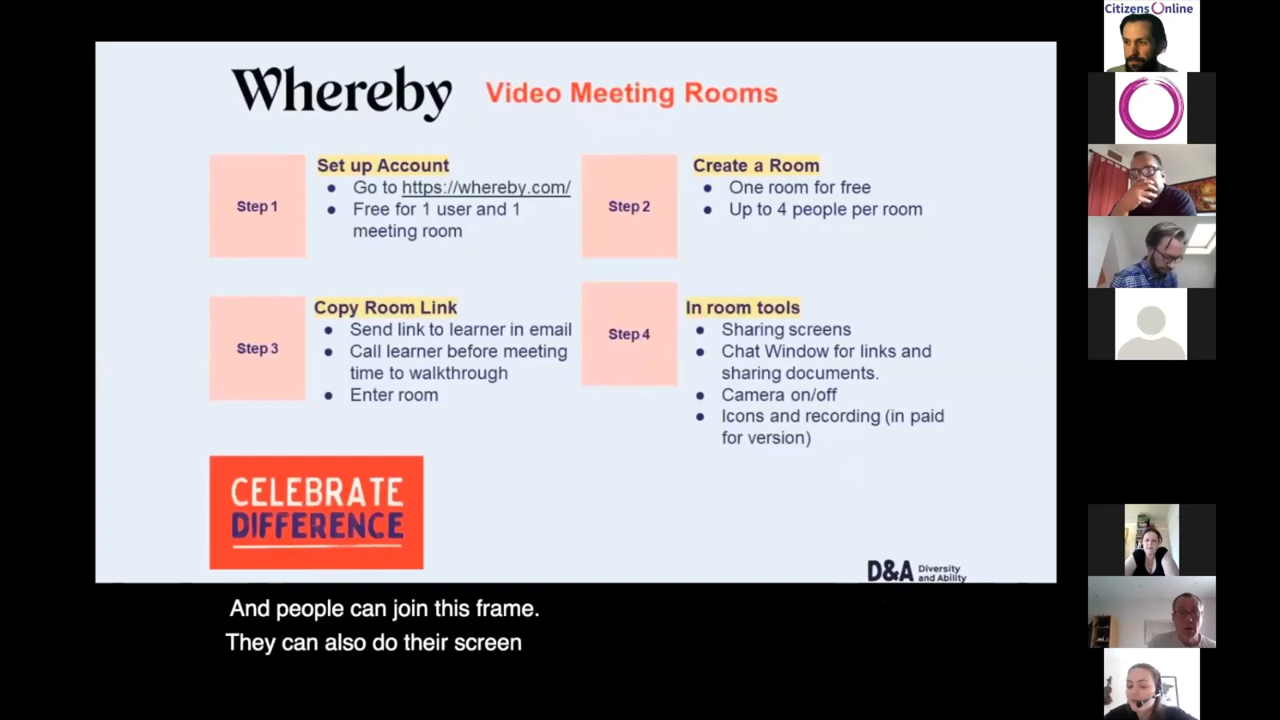 Citizens Online
Whereby
Video Meeting Rooms
Step 1
Set up Account
● Go to https://whereby.com/
● Free for 1 user and 1
meeting room
Step 2
Create a Room
● One room for free
● Up to 4 people per room
Step 3
Copy Room Link
● Send link to learner in email
● Call learner before meeting
time to walkthrough
● Enter room
Step 4
In room tools
● Sharing screens
● Chat Window for links and
sharing documents.
● Camera on/off
● Icons and recording (in paid
for version)
CELEBRATE
DIFFERENCE
D&A Diversity
and Ability
And people can join this frame.
They can also do their screen